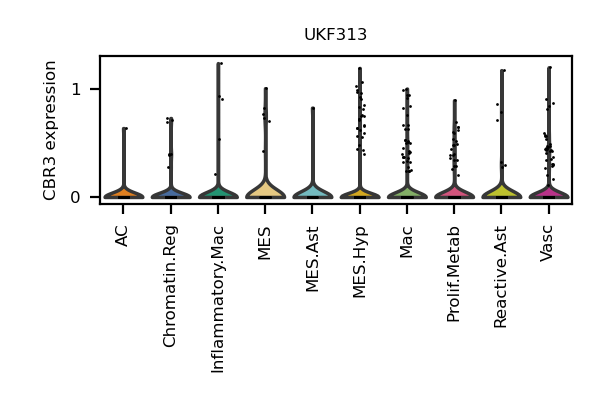 UKF313
CBR3 expression
1
0
AC
Chromatin.Reg
Inflammatory.Mac
MES
MES.Ast
MES.Hyp
Mac
Prolif.Metab
Reactive.Ast
Vasc